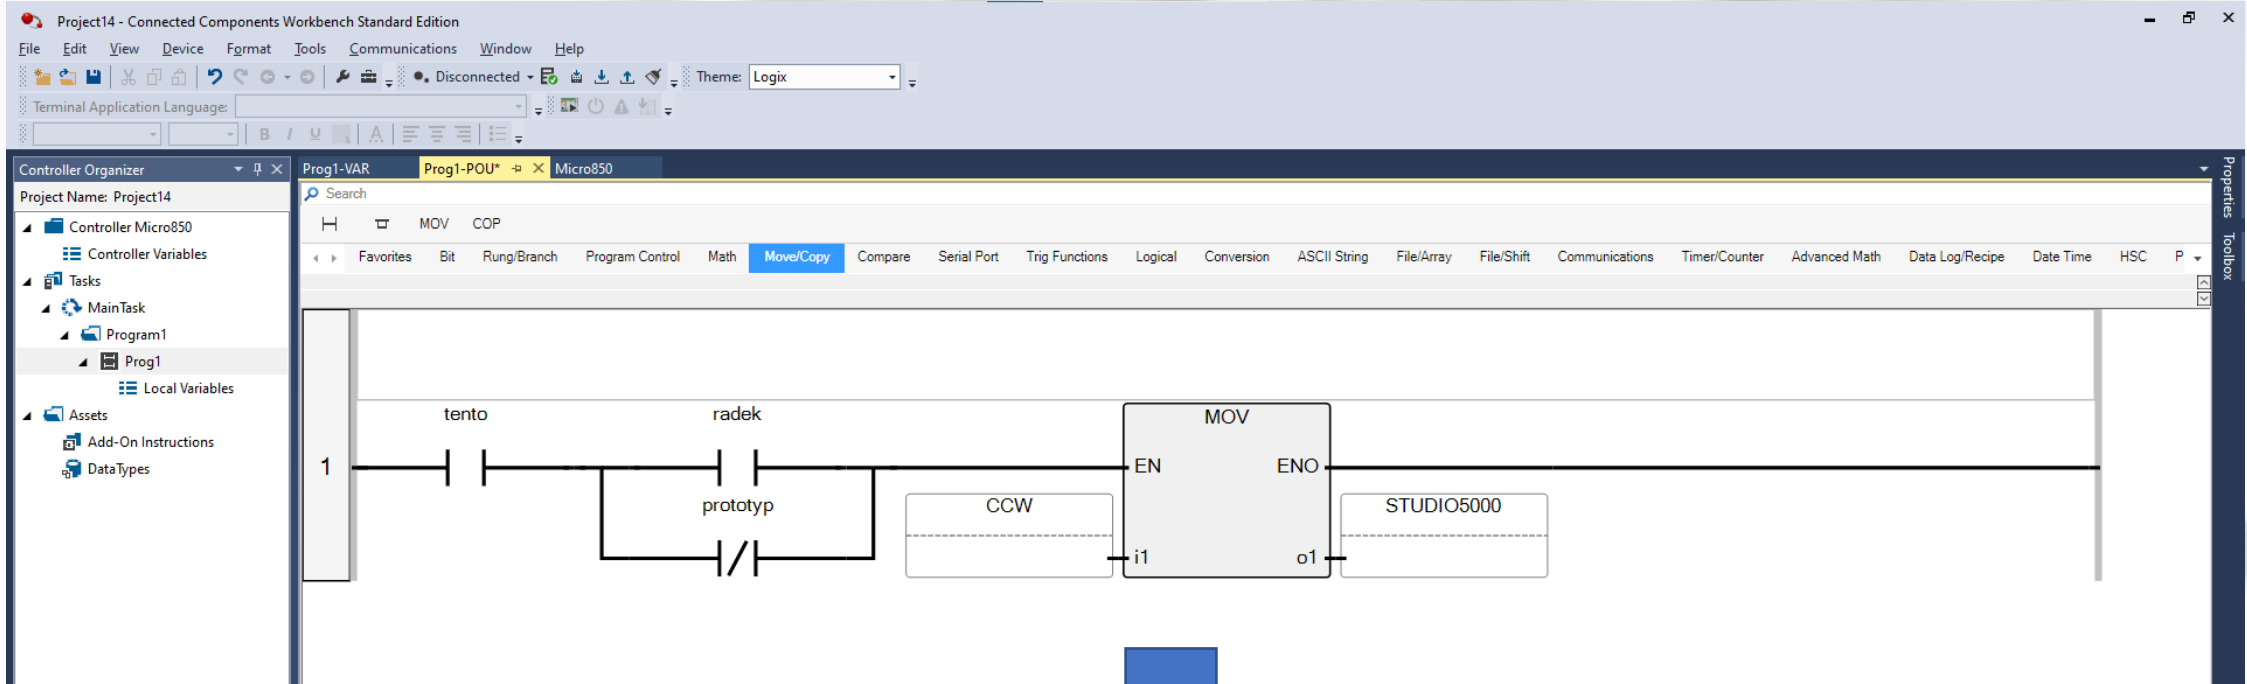 Project14 - Connected Components Workbench Standard Edition
File Edit View Device Format Tools Communications Window Help
Disconnected Theme: Logix
Terminal Application Language:
B I U A
Controller Organizer
Project Name: Project14
Controller Micro850
Controller Variables
Tasks
MainTask
Program1
Prog1
Local Variables
Assets
Add-On Instructions
DataTypes
Prog1-VAR Prog1-POU* Micro850
Search
MOV COP
Favorites Bit Rung/Branch Program Control Math Move/Copy Compare Serial Port Trig Functions Logical Conversion ASCII String File/Array File/Shift Communications Timer/Counter Advanced Math Data Log/Recipe Date Time HSC P
tento radek MOV
1 EN ENO
prototyp CCW STUDIO5000
i1 o1
Properties
Toolbox